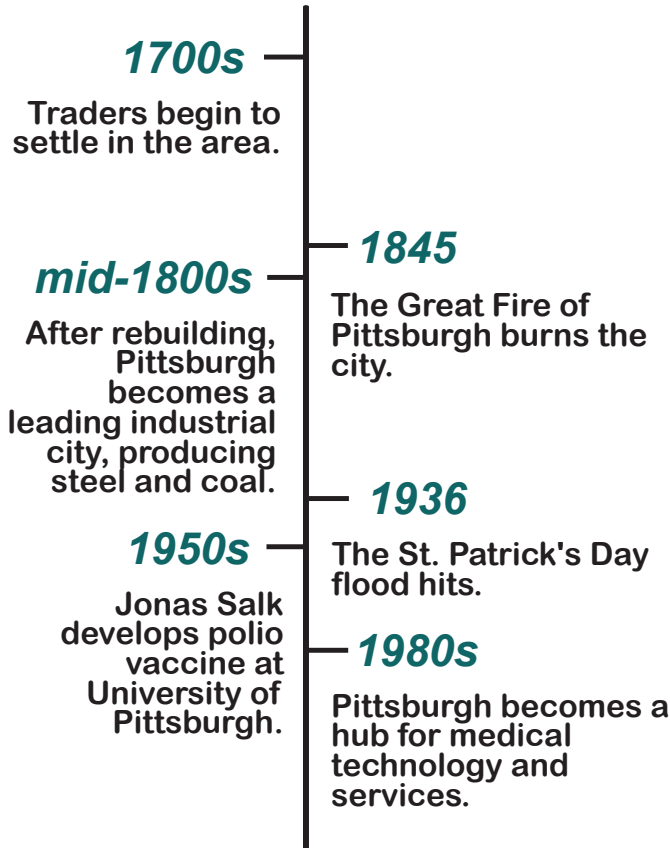 1700s
Traders begin to
settle in the area.
1845
The Great Fire of
Pittsburgh burns the
city.
mid-1800s
After rebuilding,
Pittsburgh
becomes a
leading industrial
city, producing
steel and coal.
1936
The St. Patrick's Day
flood hits.
1950s
Jonas Salk
develops polio
vaccine at
University of
Pittsburgh.
1980s
Pittsburgh becomes a
hub for medical
technology and
services.